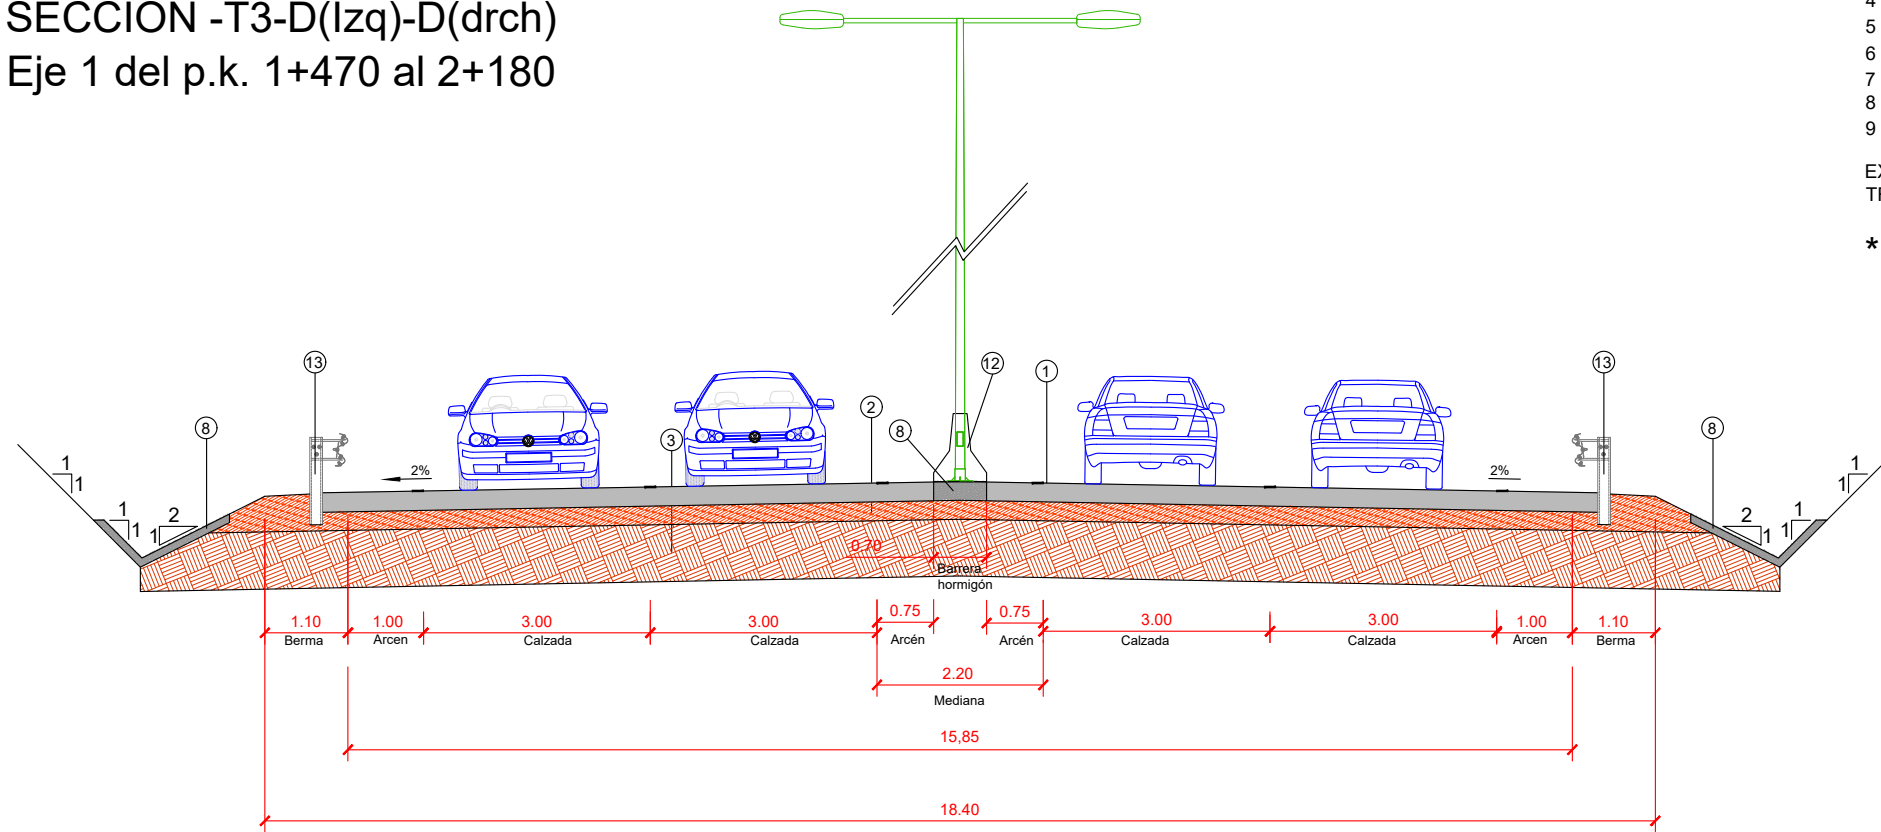 SECCION -T3-D(Izq)-D(drch)
Eje 1 del p.k. 1+470 al 2+180
5
6
7
8
9
*
13
12
1
13
2
8
3
8
8
2%
2%
1
1
1
1
2
1
1
1
2
1
1
1
0.70
Barrera
hormigón
1.10
1.00
3.00
3.00
0.75
0.75
3.00
3.00
1.00
1.10
Berma
Arcen
Calzada
Calzada
Arcén
Arcén
Calzada
Calzada
Arcen
Berma
2.20
Mediana
15,85
18.40